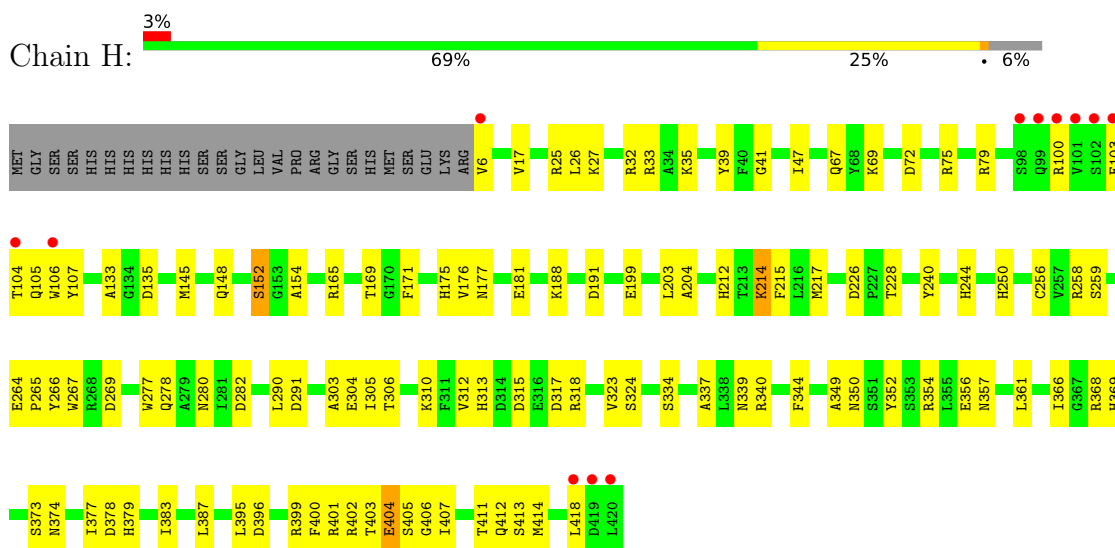 3%
Chain H:
69% 25% • 6%
MET GLY SER SER HIS HIS HIS HIS HIS HIS SER SER GLY LEU VAL PRO ARG GLY SER HIS MET SER GLU LYS ARG V6 V17 R25 L26 K27 R32 R33 A34 K35 Y39 F40 G41 I47 Q67 Y68 K69 D72 R75 R79 S98 Q99 R100 V101 S102 E103
T104 Q105 W106 Y107 A133 G134 D135 M145 Q148 S152 G153 A154 R165 T169 G170 F171 H175 V176 N177 E181 K188 D191 E199 L203 A204 H212 T213 K214 F215 L216 M217 D226 P227 T228 Y240 H244 H250 C256 V257 R258 S259
E264 P265 Y266 W267 R268 D269 W277 Q278 A279 N280 I281 D282 L290 D291 A303 E304 I305 T306 K310 F311 V312 H313 D314 D315 E316 D317 R318 V323 S324 S334 A337 L338 N339 R340 F344 A349 N350 S351 Y352 S353 R354 L355 E356 N357 L361 I366 G367 R368 H369
S373 N374 I377 D378 H379 I383 L387 L395 D396 R399 F400 R401 R402 T403 E404 S405 G406 I407 T411 Q412 S413 M414 L418 D419 L420